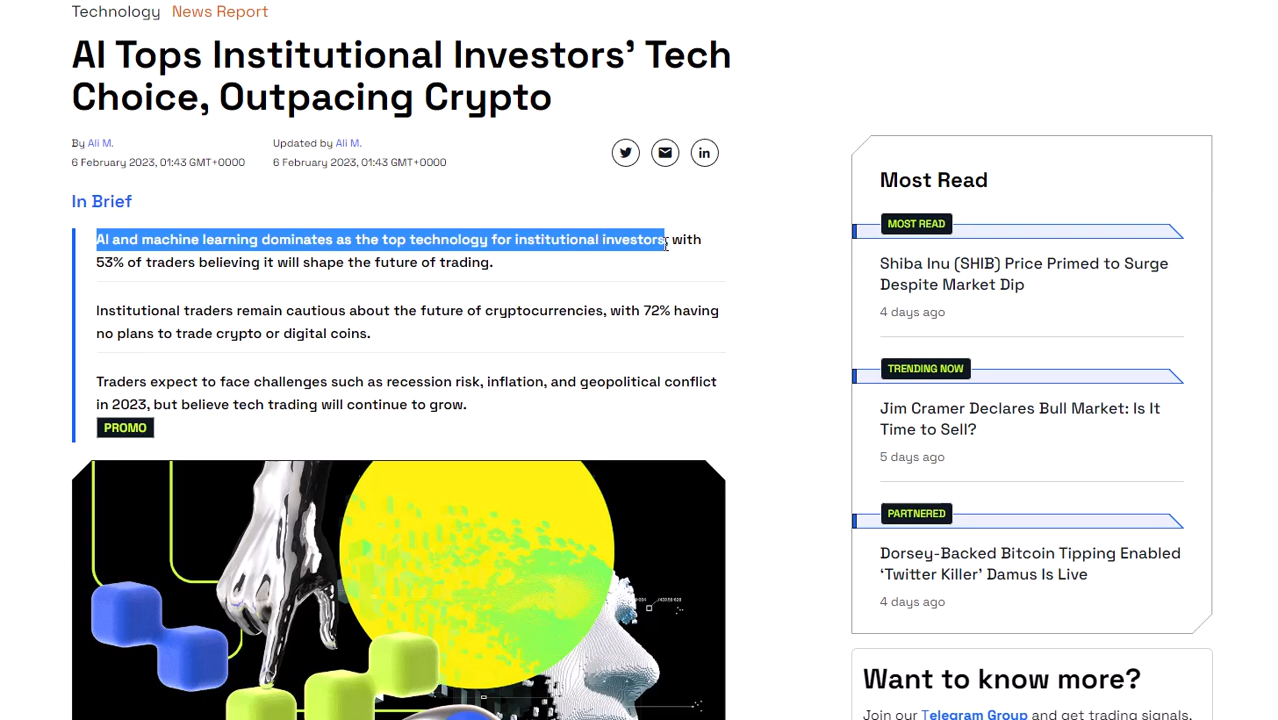 Technology News Report
AI Tops Institutional Investors' Tech
Choice, Outpacing Crypto
By Ali M.
6 February 2023, 01:43 GMT+0000
Updated by Ali M.
6 February 2023, 01:43 GMT+0000
In Brief
AI and machine learning dominates as the top technology for institutional investors, with
53% of traders believing it will shape the future of trading.
Institutional traders remain cautious about the future of cryptocurrencies, with 72% having
no plans to trade crypto or digital coins.
Traders expect to face challenges such as recession risk, inflation, and geopolitical conflict
in 2023, but believe tech trading will continue to grow.
PROMO
Most Read
MOST READ
Shiba Inu (SHIB) Price Primed to Surge
Despite Market Dip
4 days ago
TRENDING NOW
Jim Cramer Declares Bull Market: Is It
Time to Sell?
5 days ago
PARTNERED
Dorsey-Backed Bitcoin Tipping Enabled
‘Twitter Killer’ Damus Is Live
4 days ago
Want to know more?
Join our Telegram Group and get trading signals,